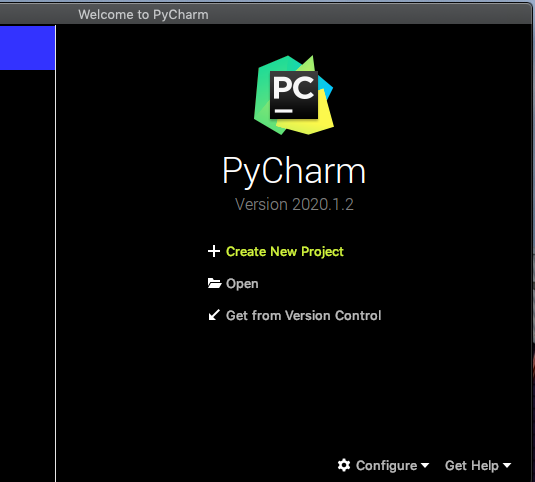 Welcome to PyCharm
PC
PyCharm
Version 2020.1.2
Create New Project
Open
Get from Version Control
Configure
Get Help